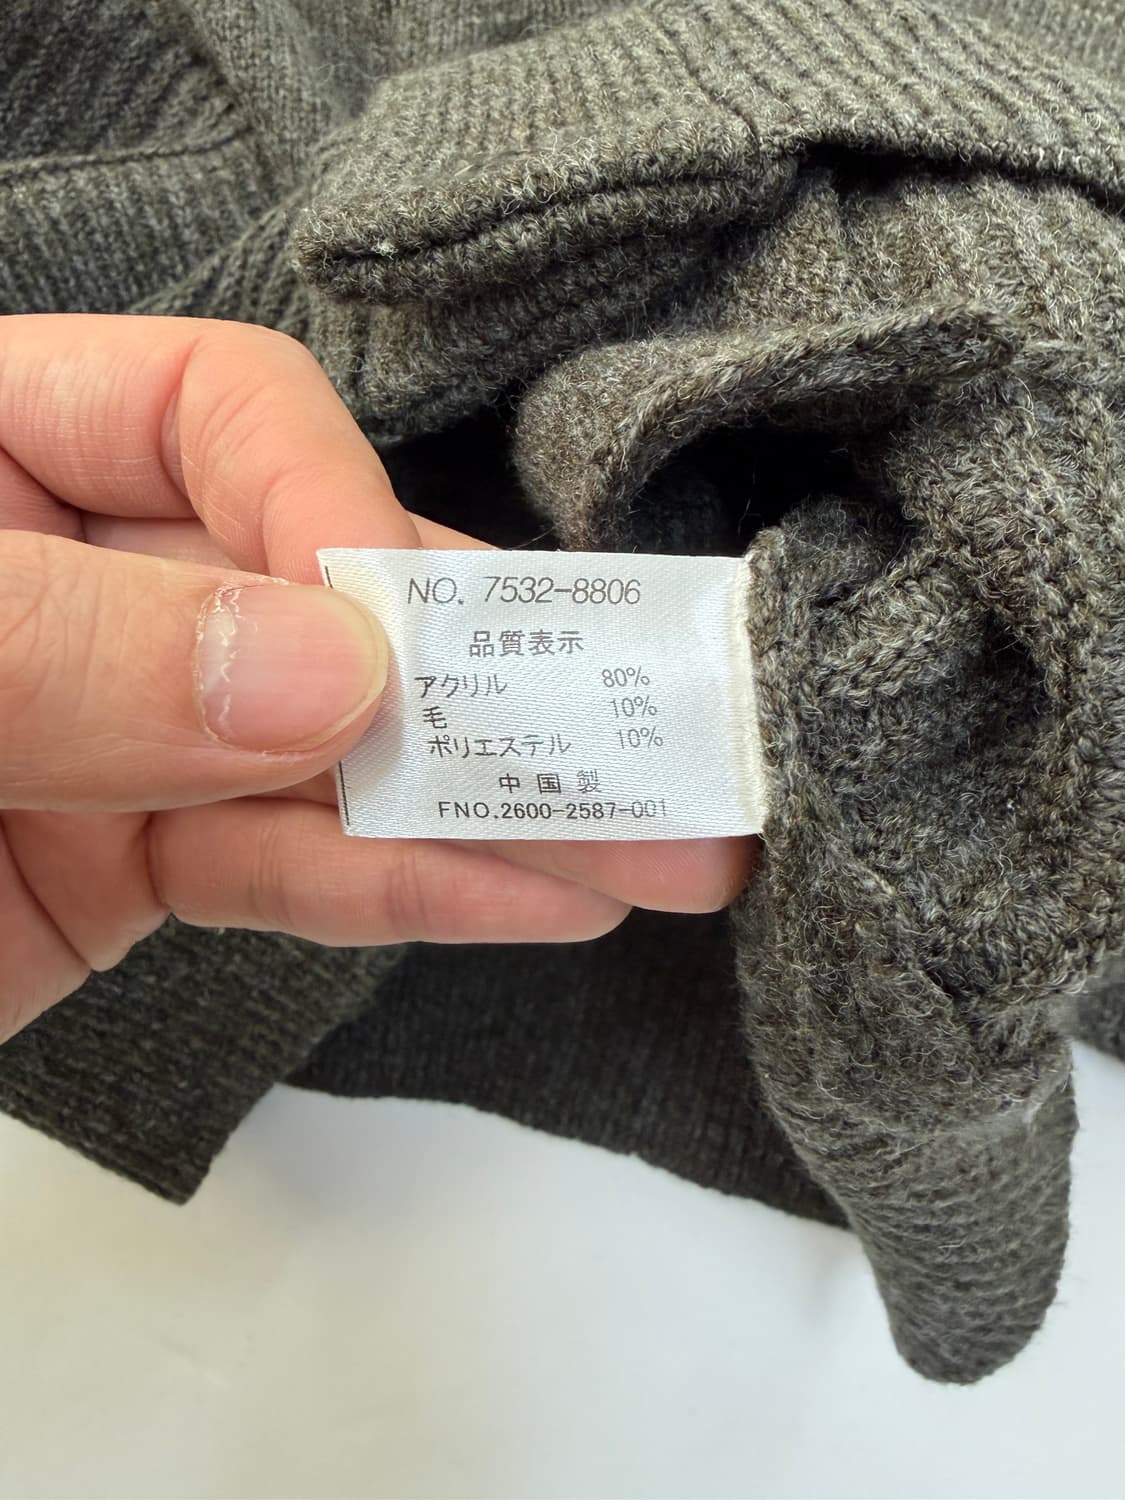 NO. 7532-8806
品質表示
アクリル 80%
毛 10%
ポリエステル 10%
中国製
FNO.2600-2587-001